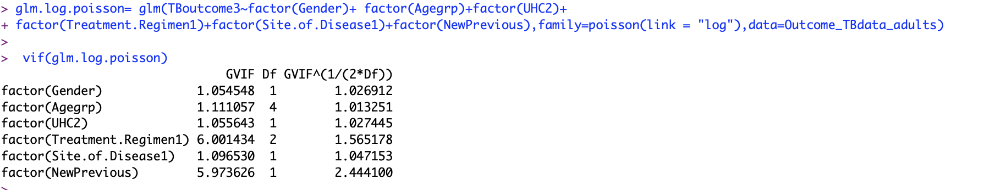 > glm.log.poisson= glm(TBoutcome3~factor(Gender)+ factor(Agegrp)+factor(UHC2)+
+ factor(Treatment.Regimen1)+factor(Site.of.Disease1)+factor(NewPrevious),family=poisson(link = "log"),data=Outcome_TBdata_adults)
>
>  vif(glm.log.poisson)
                               GVIF Df GVIF^(1/(2*Df))
factor(Gender)             1.054548  1        1.026912
factor(Agegrp)             1.111057  4        1.013251
factor(UHC2)               1.055643  1        1.027445
factor(Treatment.Regimen1) 6.001434  2        1.565178
factor(Site.of.Disease1)   1.096530  1        1.047153
factor(NewPrevious)        5.973626  1        2.444100
>